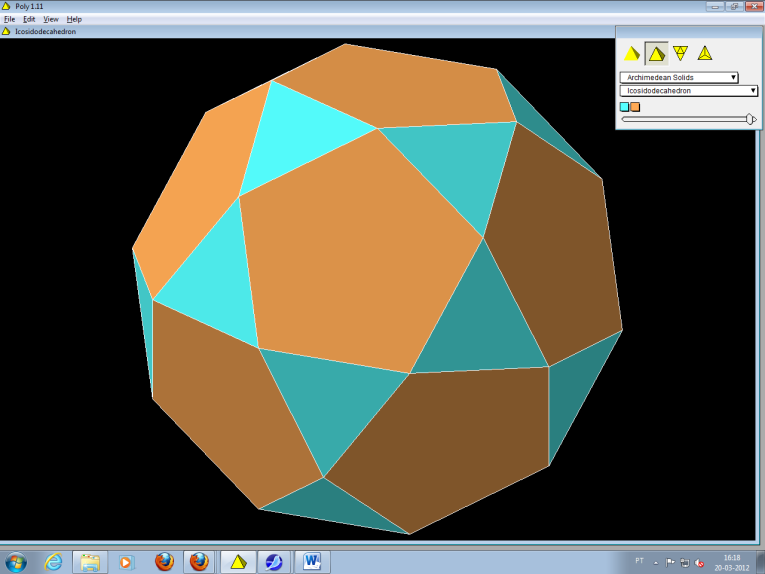 Poly 1.11
File Edit View Help
Icosidodecahedron
Archimedean Solids
Icosidodecahedron
PT
16:18
20-03-2012